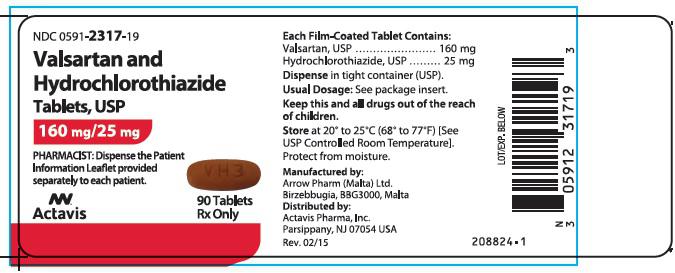 NDC 0591-2317-19
Valsartan and
Hydrochlorothiazide
Tablets, USP
160 mg/25 mg
PHARMACIST: Dispense the Patient
Information Leaflet provided
separately to each patient.
VH3
Actavis
90 Tablets
Rx Only
Each Film-Coated Tablet Contains:
Valsartan, USP ...................... 160 mg
Hydrochlorothiazide, USP ......... 25 mg
Dispense in tight container (USP).
Usual Dosage: See package insert.
Keep this and all drugs out of the reach
of children.
Store at 20° to 25°C (68° to 77°F) [See
USP Controlled Room Temperature].
Protect from moisture.
Manufactured by:
Arrow Pharm (Malta) Ltd.
Birzebbugia, BBG3000, Malta
Distributed by:
Actavis Pharma, Inc.
Parsippany, NJ 07054 USA
Rev. 02/15
208824-1
LOT/EXP. BELOW
N
3 05912 31719 3